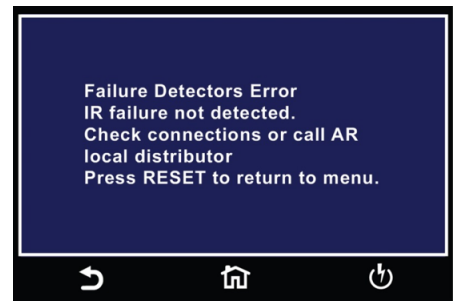 Failure Detectors Error
IR failure not detected.
Check connections or call AR
local distributor
Press RESET to return to menu.